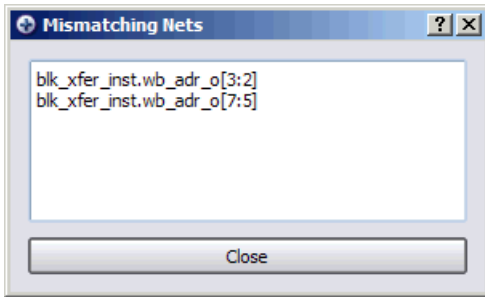 Mismatching Nets
blk_xfer_inst.wb_adr_o[3:2]
blk_xfer_inst.wb_adr_o[7:5]
Close